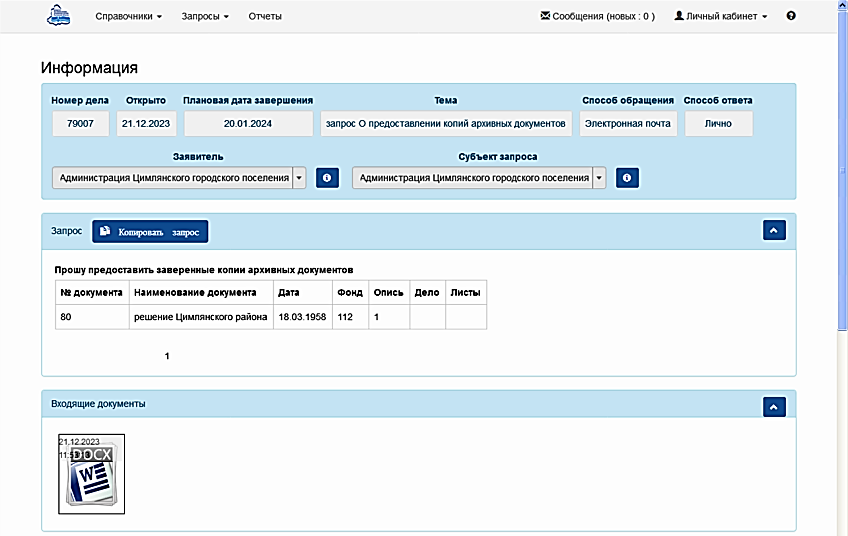 Справочники Запросы Отчеты Сообщения (новых : 0 ) Личный кабинет
Информация
Номер дела Открыто Плановая дата завершения Тема Способ обращения Способ ответа
79007 21.12.2023 20.01.2024 запрос О предоставлении копий архивных документов Электронная почта Лично
Заявитель Субъект запроса
Администрация Цимлянского городского поселения Администрация Цимлянского городского поселения
Запрос Копировать запрос
Прошу предоставить заверенные копии архивных документов
№ документа Наименование документа Дата Фонд Опись Дело Листы
80 решение Цимлянского района 18.03.1958 112 1
1
Входящие документы
21.12.2023
DOCX
W